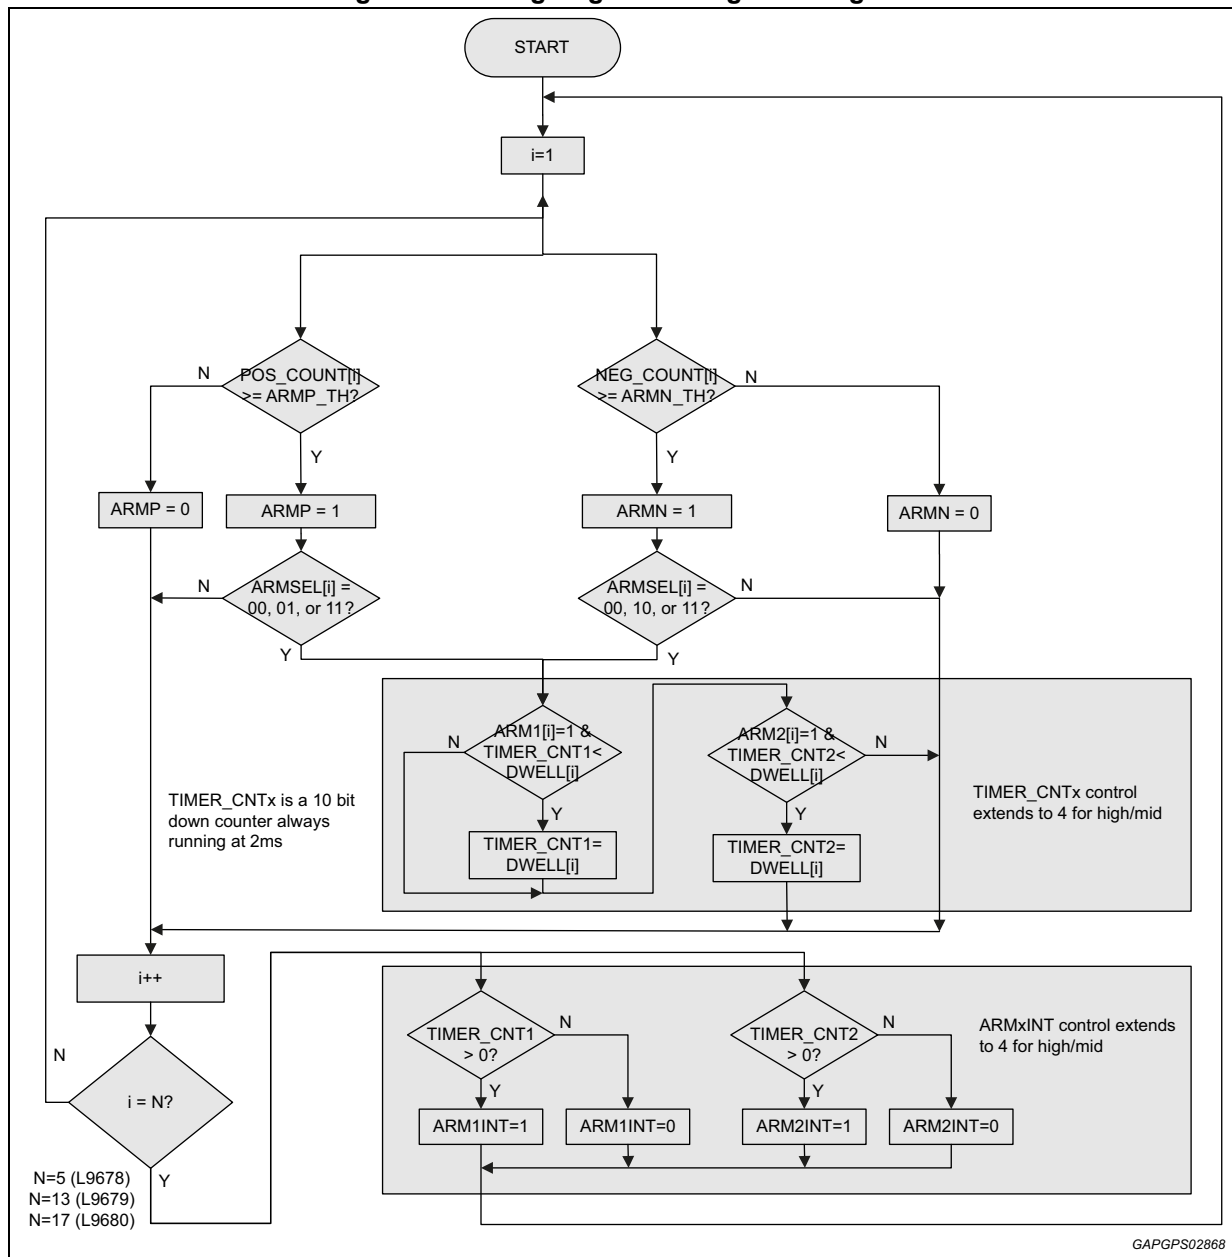 START
i=1
N
POS_COUNT[i]
>= ARMP_TH?
NEG_COUNT[i]
>= ARMN_TH?
N
Y
Y
ARMP = 0
ARMP = 1
ARMN = 1
ARMN = 0
N
ARMSEL[i] =
00, 01, or 11?
ARMSEL[i] =
00, 10, or 11?
N
Y
Y
N
ARM1[i]=1 &
TIMER_CNT1<
DWELL[i]
ARM2[i]=1 &
TIMER_CNT2<
DWELL[i]
N
TIMER_CNTx is a 10 bit
down counter always
running at 2ms
TIMER_CNTx control
extends to 4 for high/mid
Y
Y
TIMER_CNT1=
DWELL[i]
TIMER_CNT2=
DWELL[i]
i++
TIMER_CNT1
> 0?
N
TIMER_CNT2
> 0?
N
ARMxINT control extends
to 4 for high/mid
N
i = N?
Y
Y
ARM1INT=1
ARM1INT=0
ARM2INT=1
ARM2INT=0
Y
N=5 (L9678)
N=13 (L9679)
N=17 (L9680)
GAPGPS02868